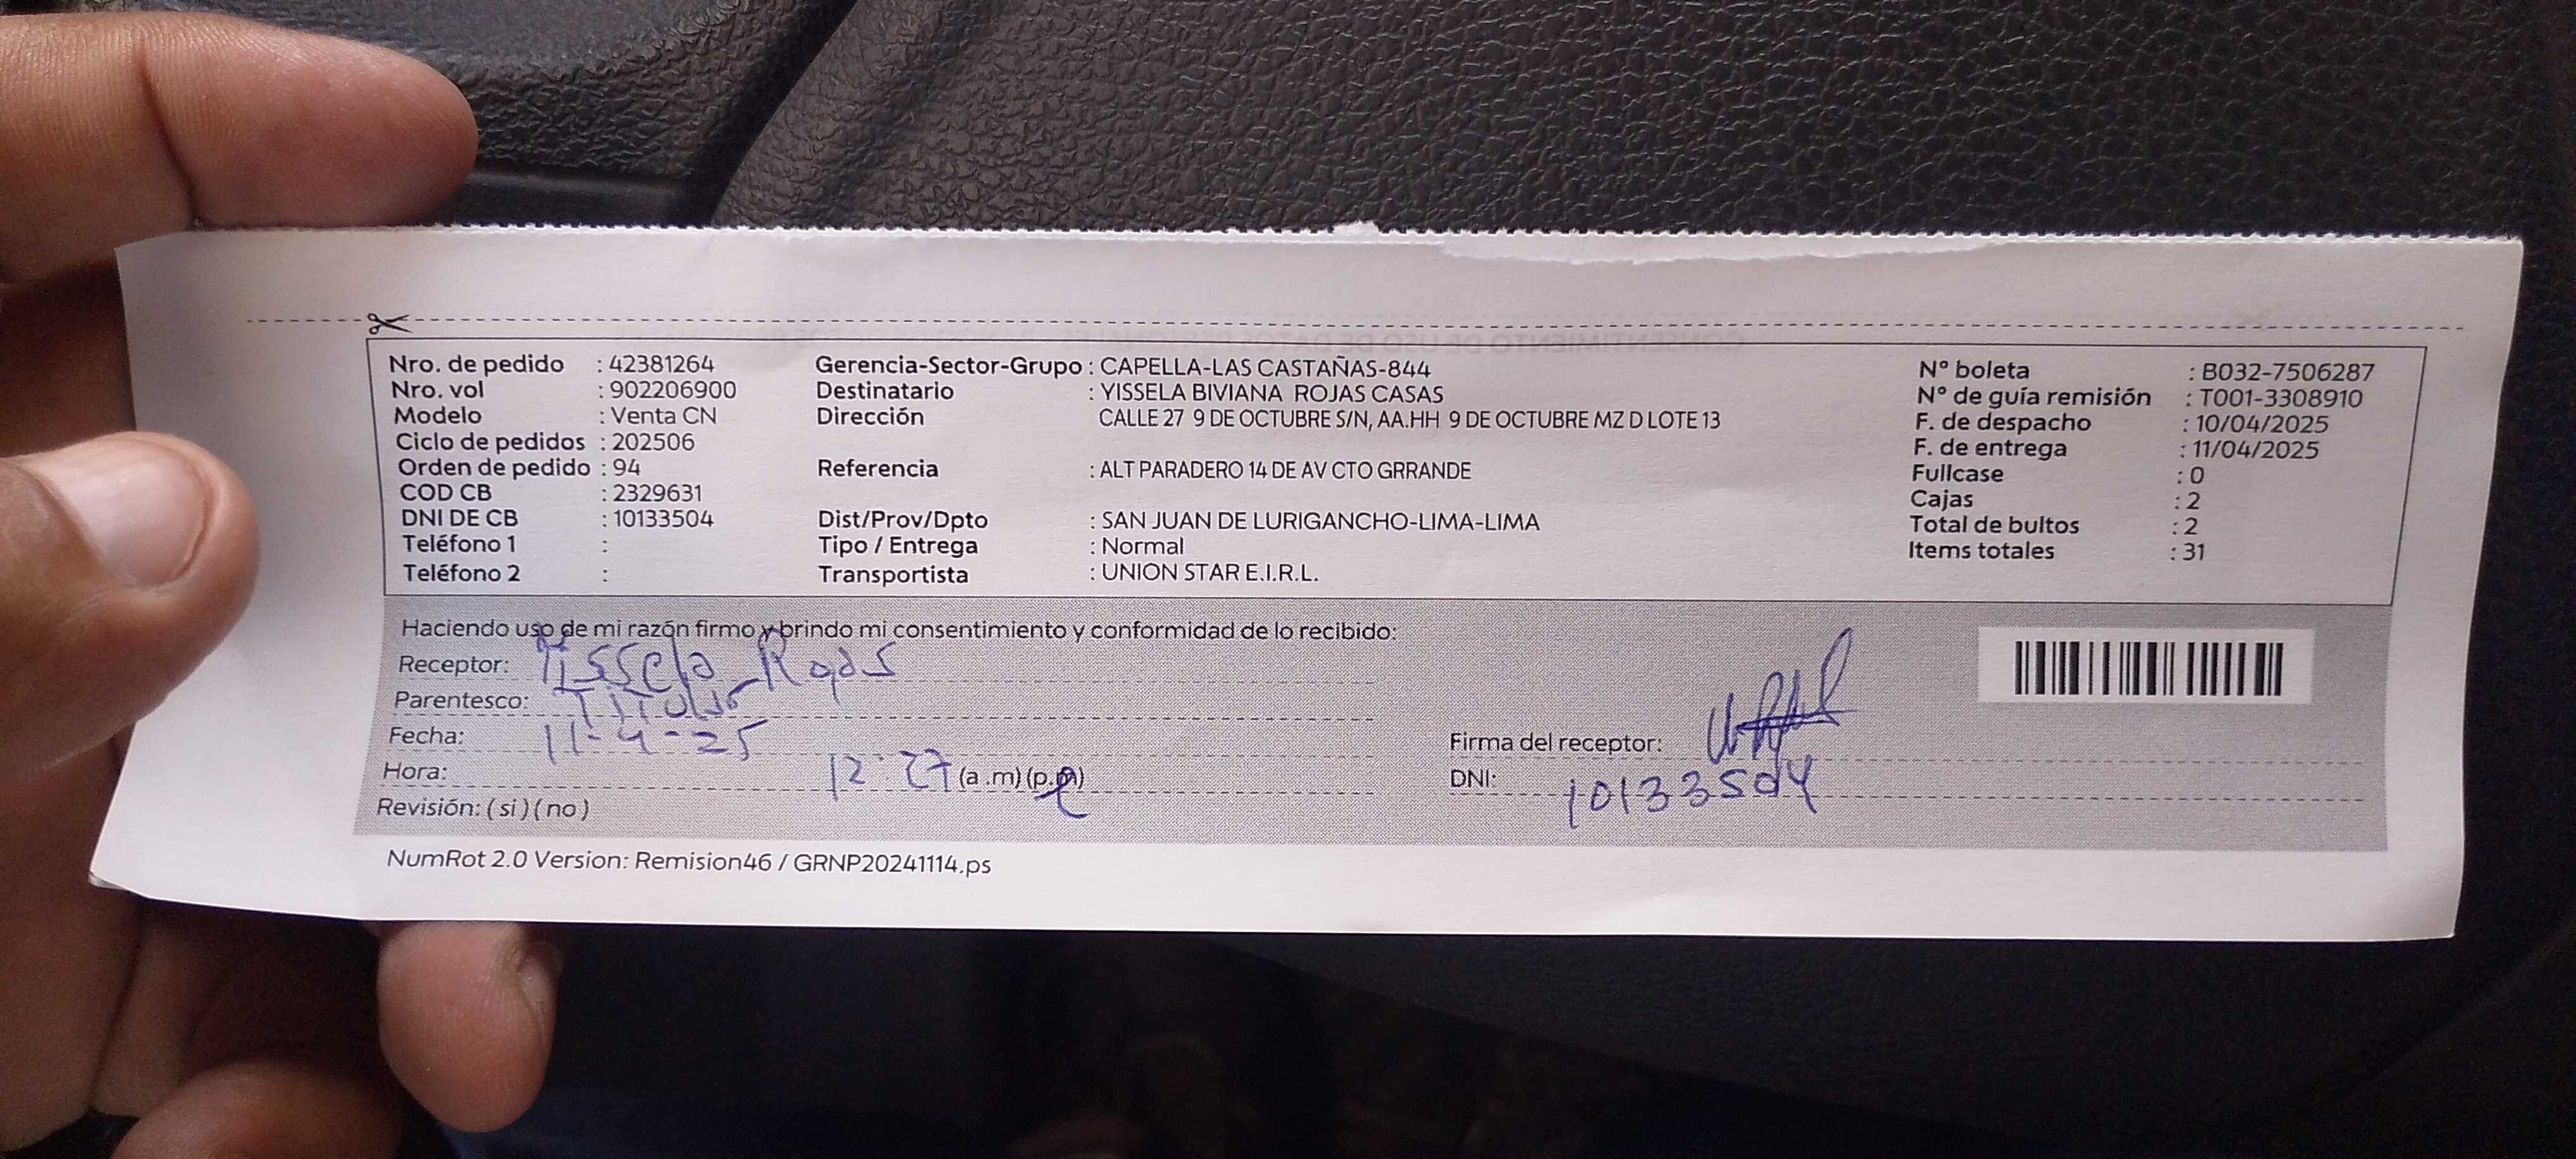 Nro. de pedido : 42381264
Nro. vol : 902206900
Modelo : Venta CN
Ciclo de pedidos : 202506
Orden de pedido : 94
COD CB : 2329631
DNI DE CB : 10133504
Teléfono 1 :
Teléfono 2 :
Gerencia-Sector-Grupo : CAPELLA-LAS CASTAÑAS-844
Destinatario : YISSELA BIVIANA ROJAS CASAS
Dirección CALLE 27 9 DE OCTUBRE S/N, AA.HH 9 DE OCTUBRE MZ D LOTE 13
Referencia : ALT PARADERO 14 DE AV CTO GRRANDE
Dist/Prov/Dpto : SAN JUAN DE LURIGANCHO-LIMA-LIMA
Tipo / Entrega : Normal
Transportista : UNION STAR E.I.R.L.
N° boleta : B032-7506287
N° de guía remisión : T001-3308910
F. de despacho : 10/04/2025
F. de entrega : 11/04/2025
Fullcase : 0
Cajas : 2
Total de bultos : 2
Items totales : 31
Haciendo uso de mi razón firmo y brindo mi consentimiento y conformidad de lo recibido:
Receptor: Yissela Rojas
Parentesco: Titular
Fecha: 11-4-25
Hora: 12:27 (a.m) (p.m)
Revisión: (si) (no)
Firma del receptor:
DNI: 10133504
NumRot 2.0 Version: Remision46 / GRNP20241114.ps